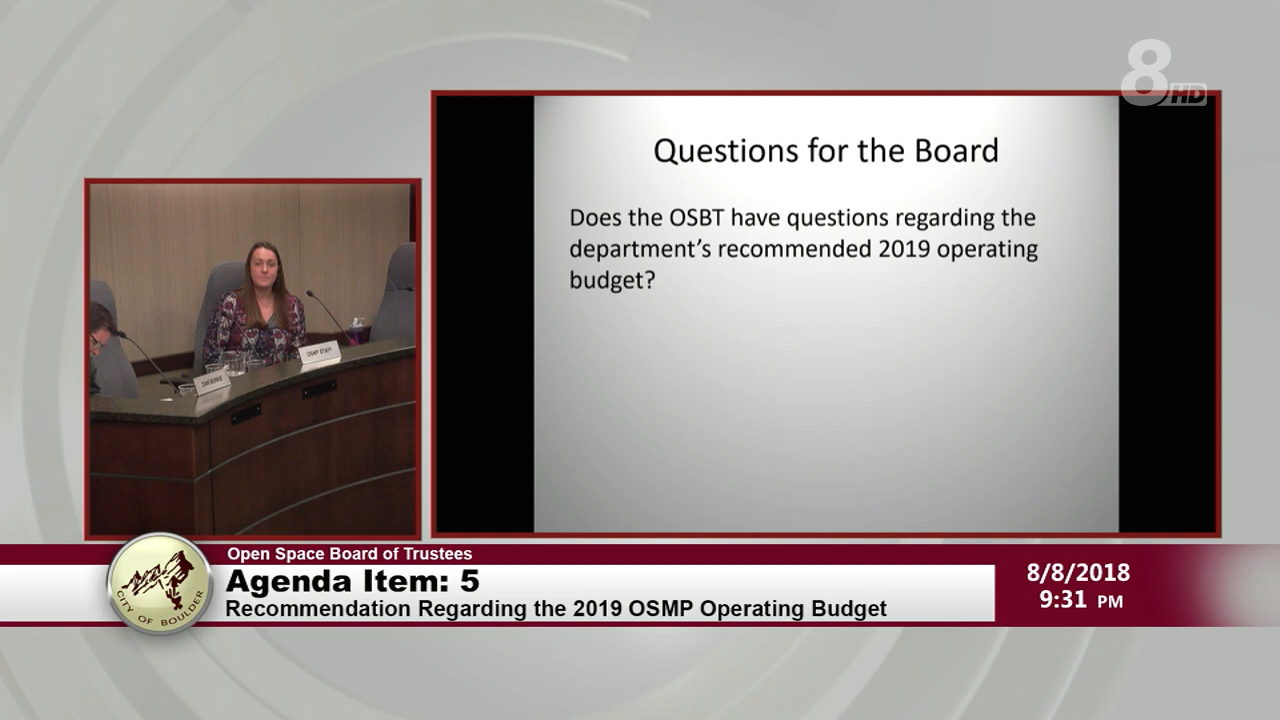 8HD
Questions for the Board
Does the OSBT have questions regarding the
department's recommended 2019 operating
budget?
OSMP STAFF
DAN BURKE
Open Space Board of Trustees
Agenda Item: 5
Recommendation Regarding the 2019 OSMP Operating Budget
8/8/2018
9:31 PM
CITY OF BOULDER